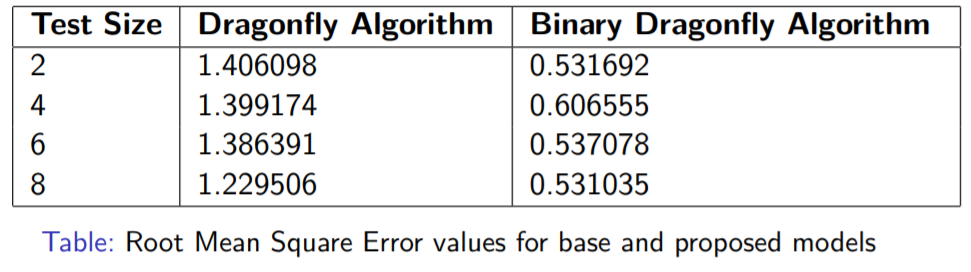 Test Size Dragonfly Algorithm Binary Dragonfly Algorithm
2 1.406098 0.531692
4 1.399174 0.606555
6 1.386391 0.537078
8 1.229506 0.531035
Table: Root Mean Square Error values for base and proposed models